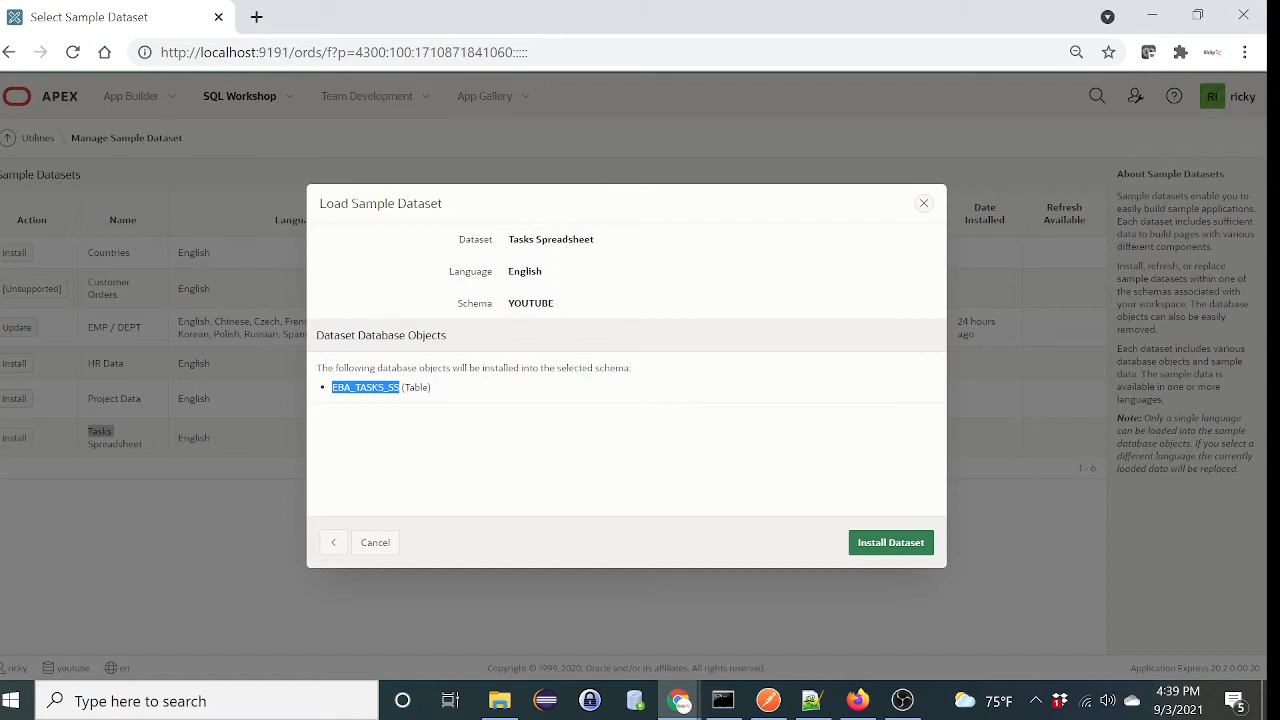 Select Sample Dataset
http://localhost:9191/ords/f?p=4300:100:1710871841060:::::
APEX App Builder SQL Workshop Team Development App Gallery RI ricky
Utilities \ Manage Sample Dataset
Sample Datasets
Action Name Langu Date Installed Refresh Available
Install Countries English
[Unsupported] Customer Orders English
Update EMP / DEPT English, Chinese, Czech, Fren
Korean, Polish, Russian, Span
24 hours ago
Install HR Data English
Install Project Data English
Install Tasks Spreadsheet English
1 - 6
Load Sample Dataset
Dataset Tasks Spreadsheet
Language English
Schema YOUTUBE
Dataset Database Objects
The following database objects will be installed into the selected schema:
• EBA_TASKS_SS (Table)
Cancel
Install Dataset
About Sample Datasets
Sample datasets enable you to
easily build sample applications.
Each dataset includes sufficient
data to build pages with various
different components.
Install, refresh, or replace
sample datasets within one of
the schemas associated with
your workspace. The database
objects can also be easily
removed.
Each dataset includes various
database objects and sample
data. The sample data is
available in one or more
languages.
Note: Only a single language
can be loaded into the sample
database objects. If you select a
different language the currently
loaded data will be replaced.
ricky youtube en
Copyright © 1999, 2020, Oracle and/or its affiliates. All rights reserved.
Application Express 20.2.0.00.20
Type here to search
75°F
4:39 PM
9/3/2021
5